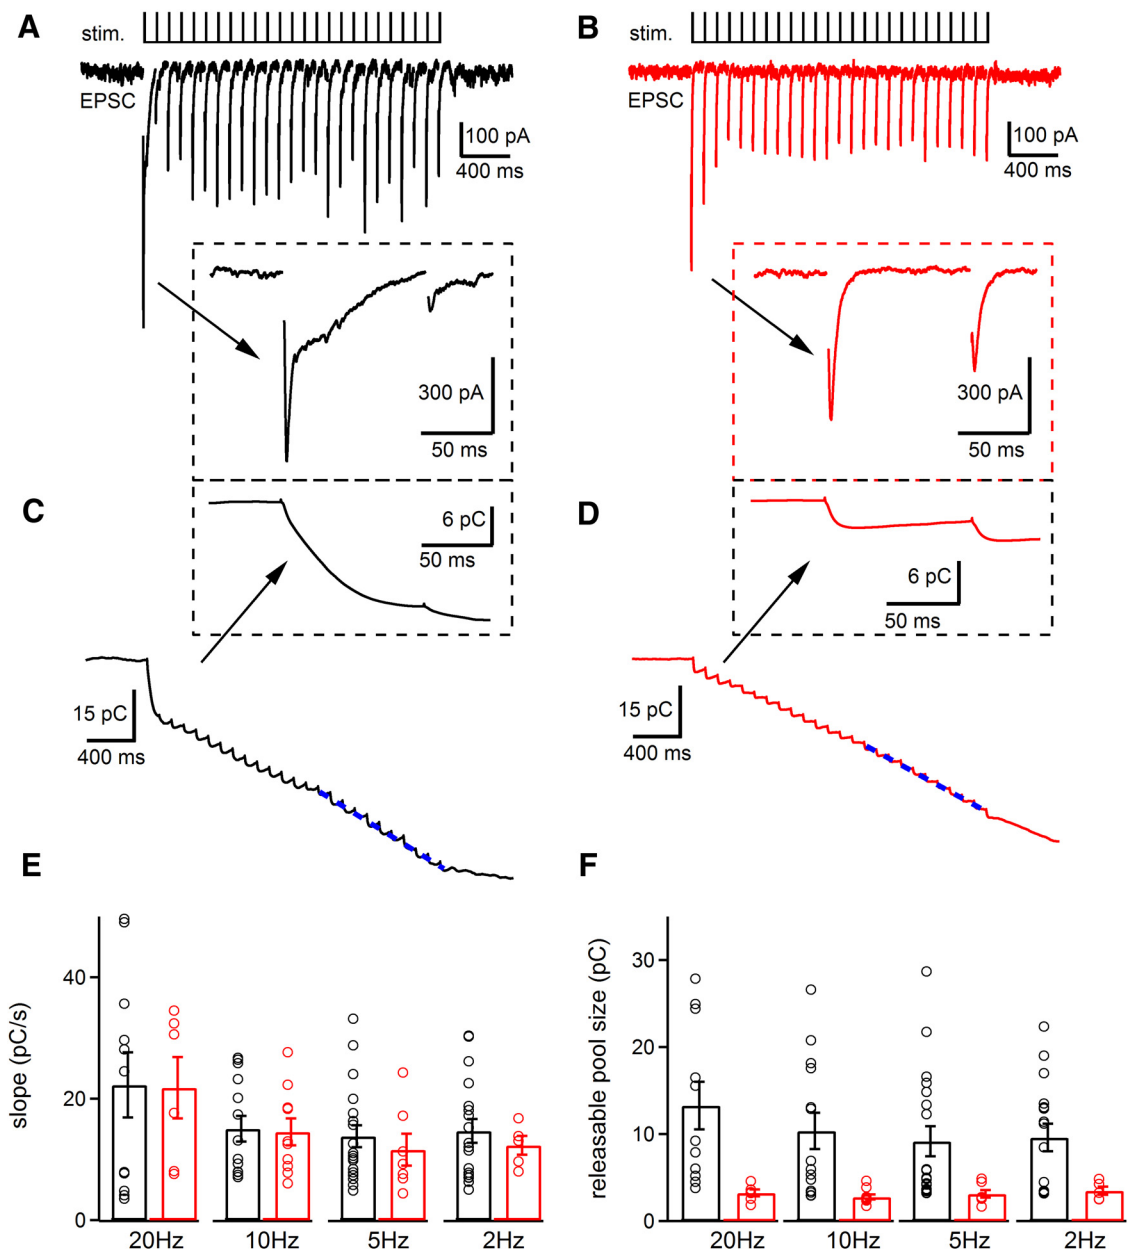 A
stim.
EPSC
100 pA
400 ms
300 pA
50 ms
B
stim.
EPSC
100 pA
400 ms
300 pA
50 ms
C
6 pC
50 ms
15 pC
400 ms
D
6 pC
50 ms
15 pC
400 ms
E
slope (pC/s)
40
20
0
20Hz 10Hz 5Hz 2Hz
F
releasable pool size (pC)
30
20
10
0
20Hz 10Hz 5Hz 2Hz